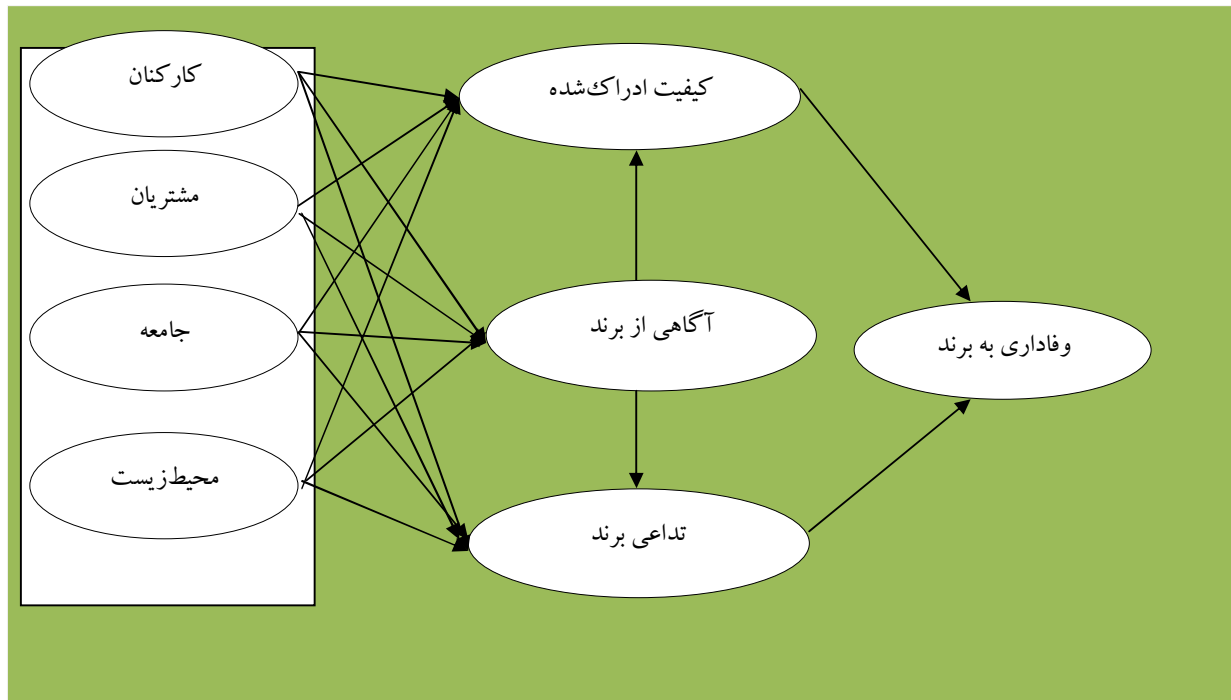 کارکنان
مشتریان
جامعه
محیط‌زیست
کیفیت ادراک‌شده
آگاهی از برند
تداعی برند
وفاداری به برند